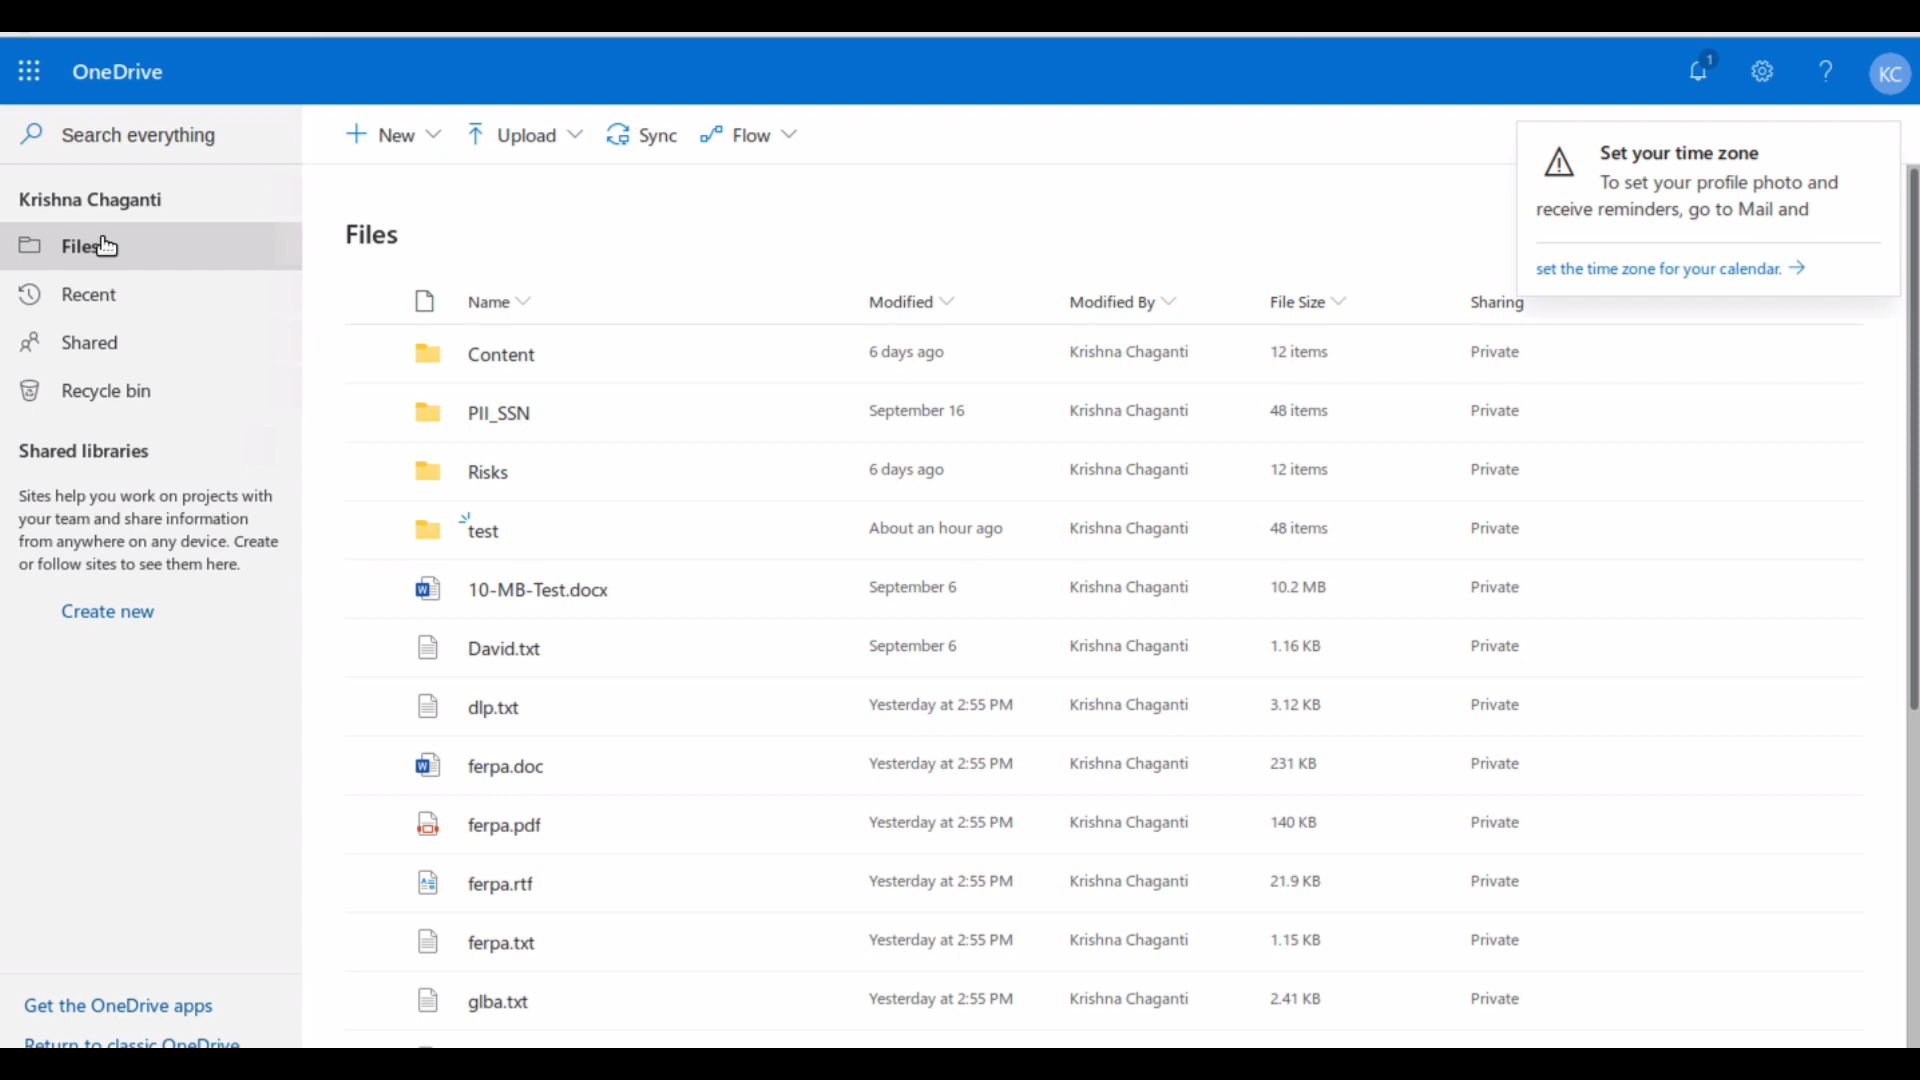 OneDrive
1
?
KC
Search everything
New
Upload
Sync
Flow
Set your time zone
To set your profile photo and
receive reminders, go to Mail and
set the time zone for your calendar.
Krishna Chaganti
Files
Recent
Shared
Recycle bin
Shared libraries
Sites help you work on projects with
your team and share information
from anywhere on any device. Create
or follow sites to see them here.
Create new
Get the OneDrive apps
Return to classic OneDrive
Files
Name Modified Modified By File Size Sharing
Content 6 days ago Krishna Chaganti 12 items Private
PII_SSN September 16 Krishna Chaganti 48 items Private
Risks 6 days ago Krishna Chaganti 12 items Private
test About an hour ago Krishna Chaganti 48 items Private
10-MB-Test.docx September 6 Krishna Chaganti 10.2 MB Private
David.txt September 6 Krishna Chaganti 1.16 KB Private
dlp.txt Yesterday at 2:55 PM Krishna Chaganti 3.12 KB Private
ferpa.doc Yesterday at 2:55 PM Krishna Chaganti 231 KB Private
ferpa.pdf Yesterday at 2:55 PM Krishna Chaganti 140 KB Private
ferpa.rtf Yesterday at 2:55 PM Krishna Chaganti 21.9 KB Private
ferpa.txt Yesterday at 2:55 PM Krishna Chaganti 1.15 KB Private
glba.txt Yesterday at 2:55 PM Krishna Chaganti 2.41 KB Private